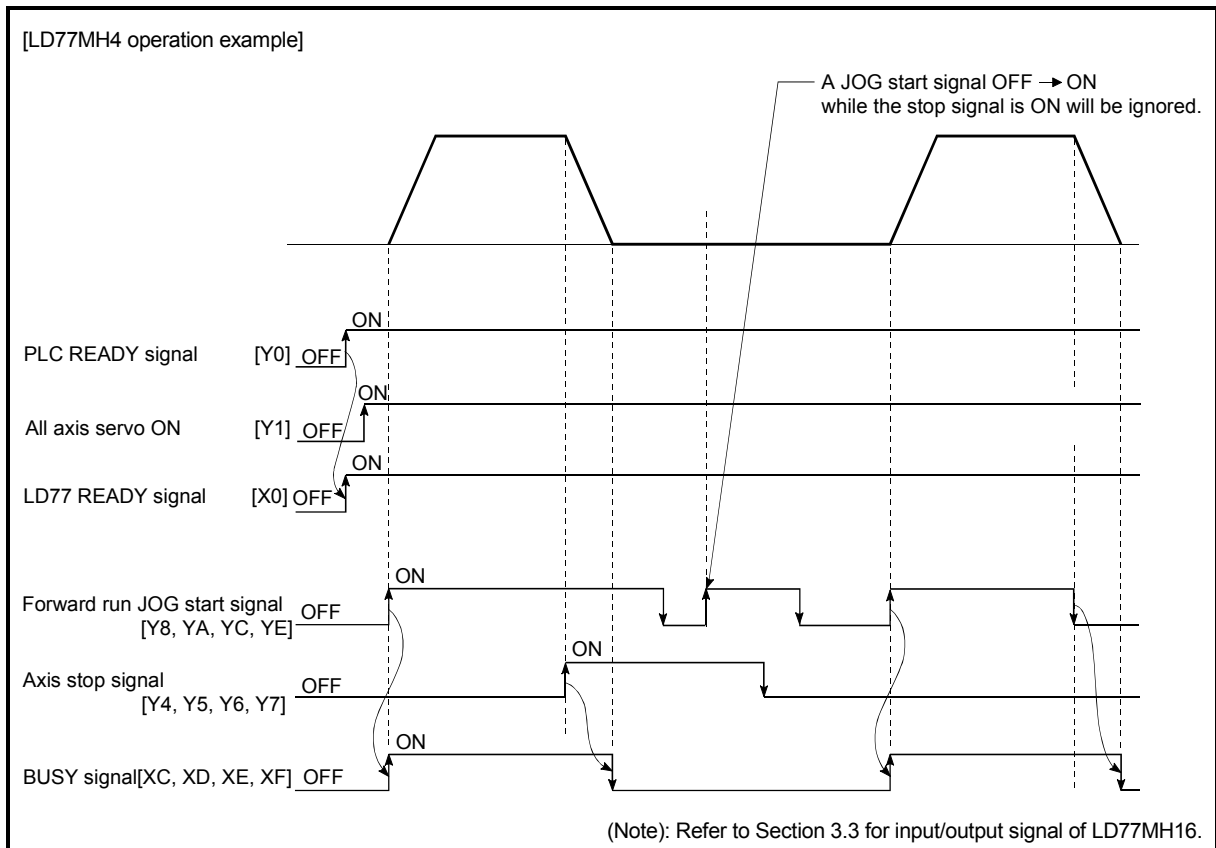 [LD77MH4 operation example]
A JOG start signal OFF → ON
while the stop signal is ON will be ignored.
ON
PLC READY signal [Y0] OFF
ON
All axis servo ON [Y1] OFF
ON
LD77 READY signal [X0] OFF
ON
Forward run JOG start signal OFF
[Y8, YA, YC, YE]
ON
Axis stop signal OFF
[Y4, Y5, Y6, Y7]
ON
BUSY signal[XC, XD, XE, XF] OFF
(Note): Refer to Section 3.3 for input/output signal of LD77MH16.